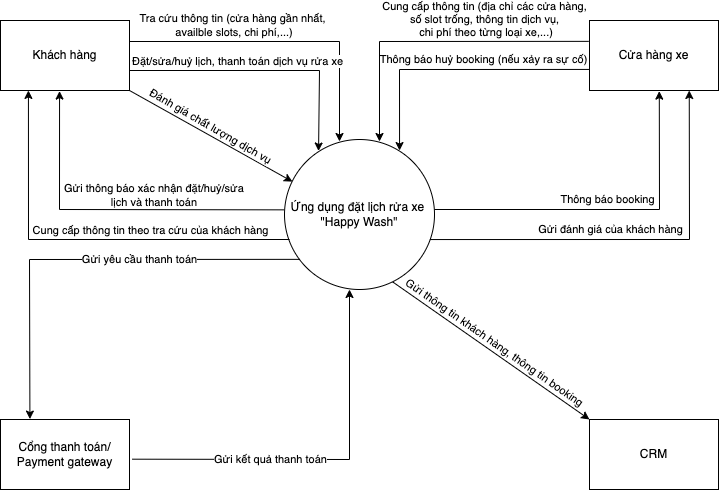 Tra cứu thông tin (cửa hàng gần nhất,
availble slots, chi phí,...)
Cung cấp thông tin (địa chỉ các cửa hàng,
số slot trống, thông tin dịch vụ,
chi phí theo từng loại xe,...)
Khách hàng
Cửa hàng xe
Đặt/sửa/huỷ lịch, thanh toán dịch vụ rửa xe
Thông báo huỷ booking (nếu xảy ra sự cố)
Đánh giá chất lượng dịch vụ
Gửi thông báo xác nhận đặt/huỷ/sửa
lịch và thanh toán
Ứng dụng đặt lịch rửa xe
"Happy Wash"
Thông báo booking
Cung cấp thông tin theo tra cứu của khách hàng
Gửi đánh giá của khách hàng
Gửi yêu cầu thanh toán
Gửi thông tin khách hàng, thông tin booking
Cổng thanh toán/
Payment gateway
Gửi kết quả thanh toán
CRM